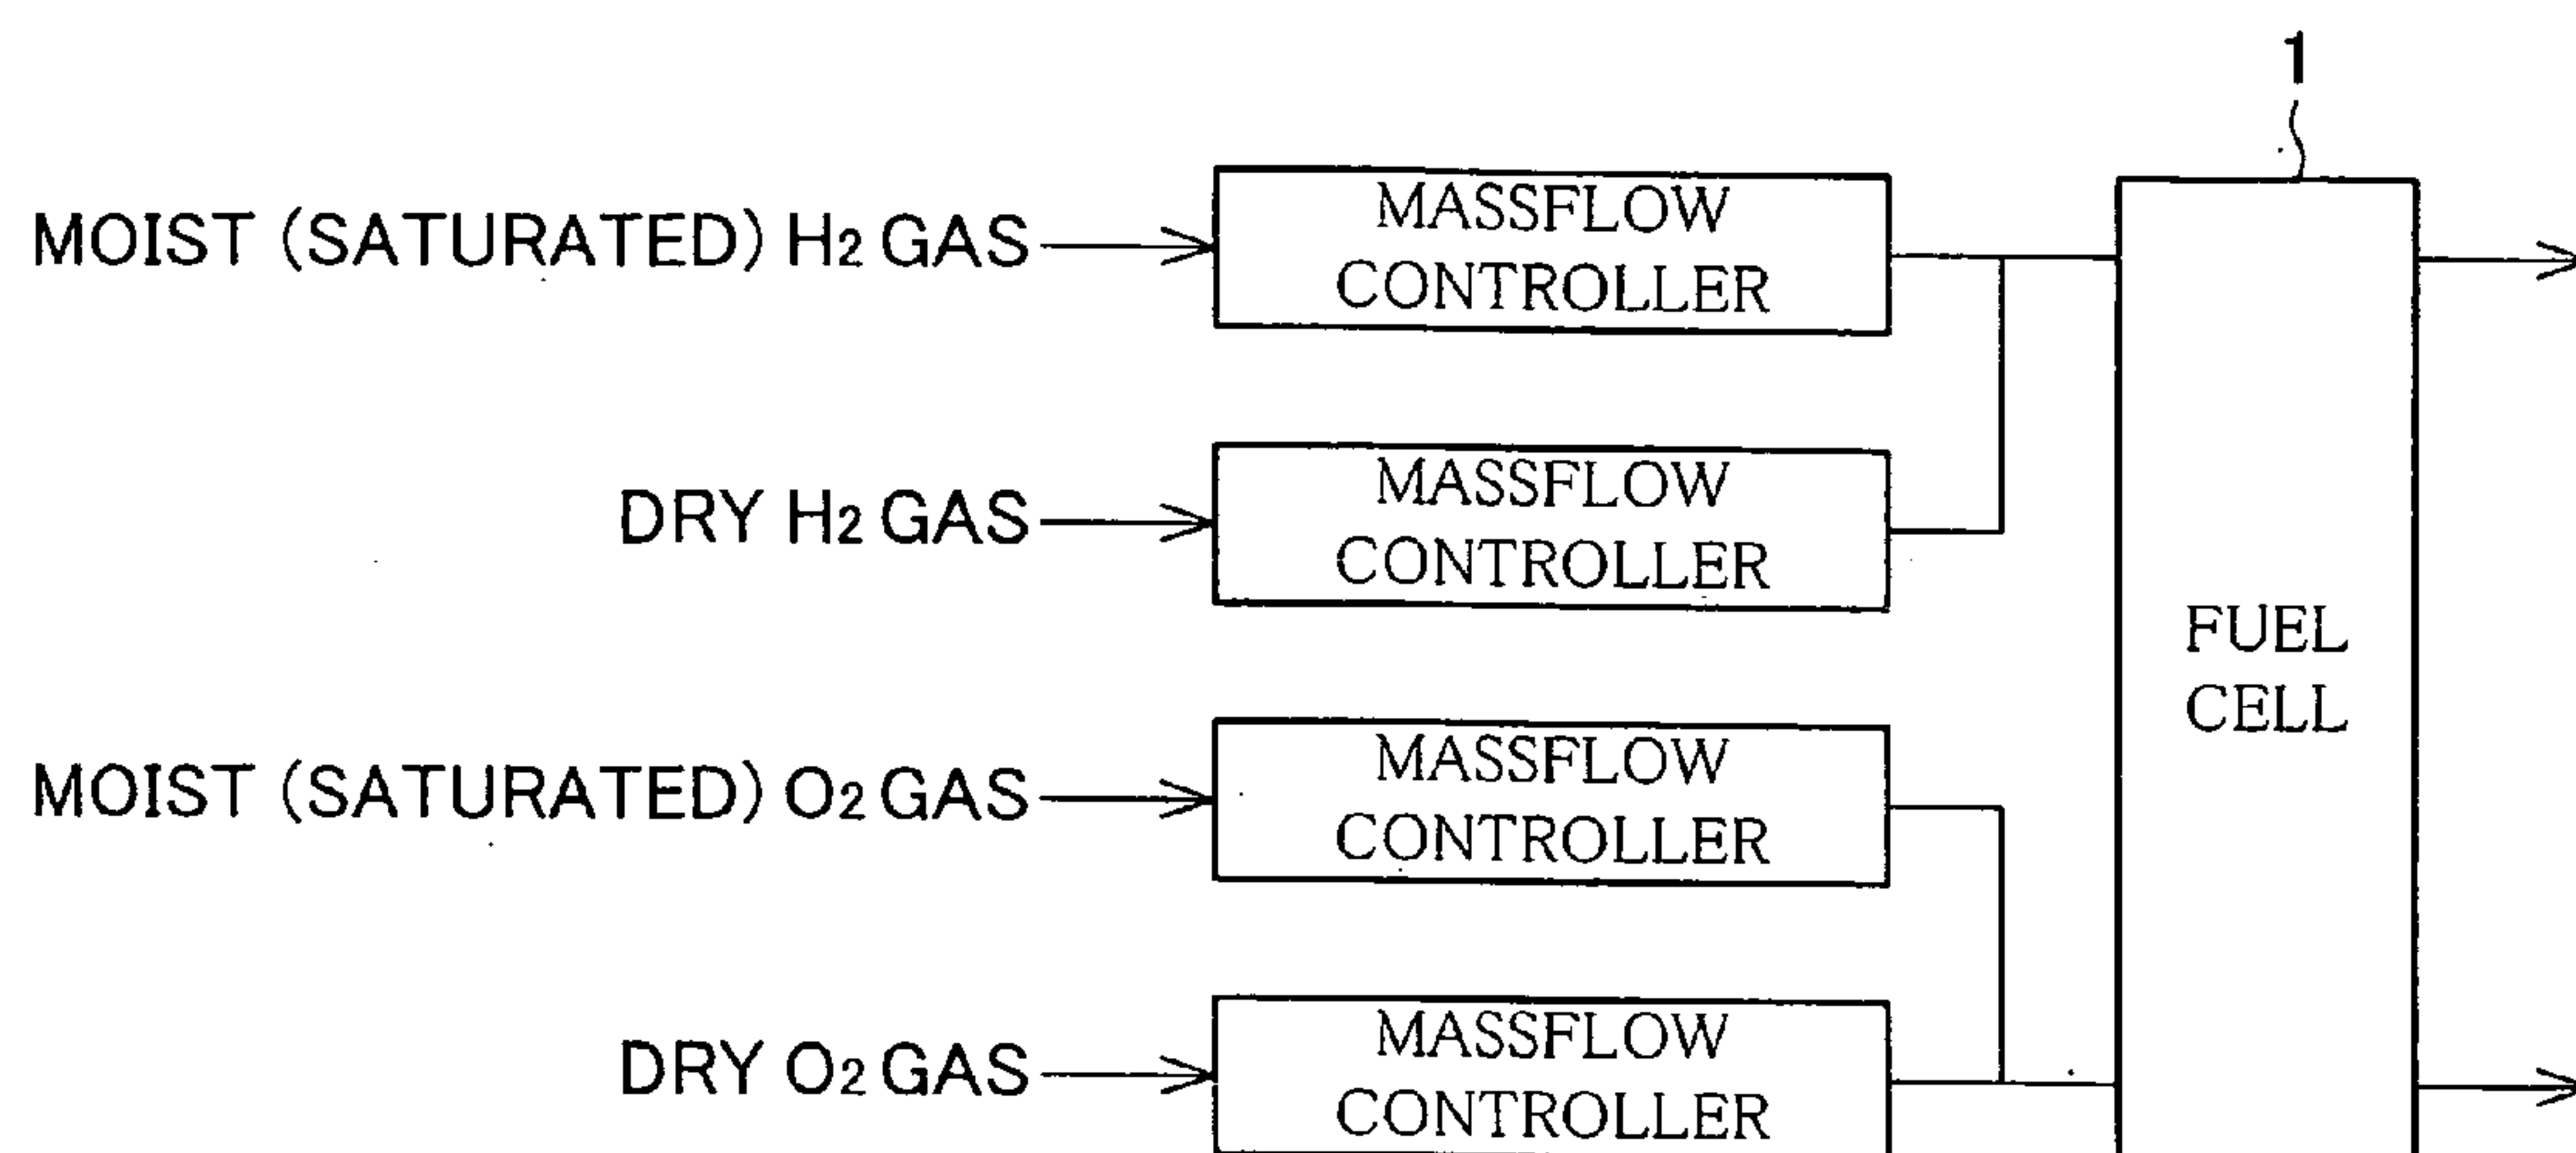 1
MOIST (SATURATED) H2 GAS
MASSFLOW
CONTROLLER
DRY H2 GAS
MASSFLOW
CONTROLLER
FUEL
CELL
MOIST (SATURATED) O2 GAS
MASSFLOW
CONTROLLER
DRY O2 GAS
MASSFLOW
CONTROLLER